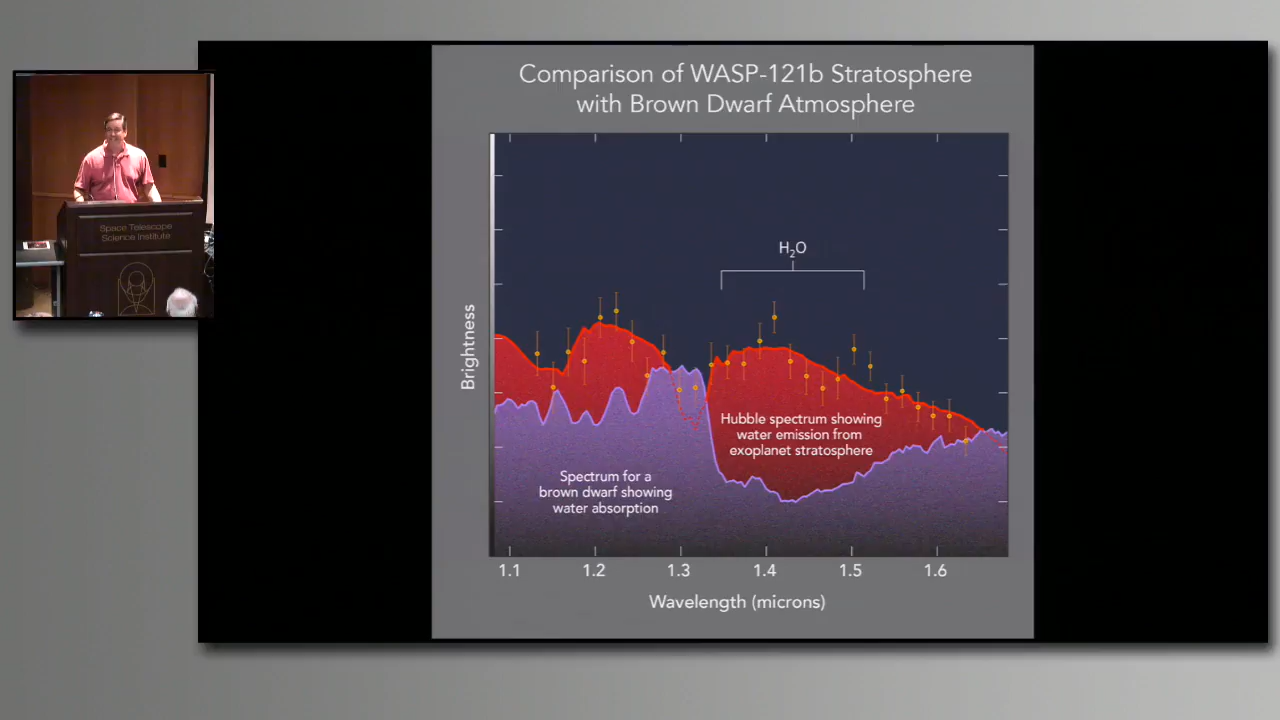 Comparison of WASP-121b Stratosphere
with Brown Dwarf Atmosphere
Space Telescope
Science Institute
H₂O
Brightness
Hubble spectrum showing
water emission from
exoplanet stratosphere
Spectrum for a
brown dwarf showing
water absorption
1.1 1.2 1.3 1.4 1.5 1.6
Wavelength (microns)